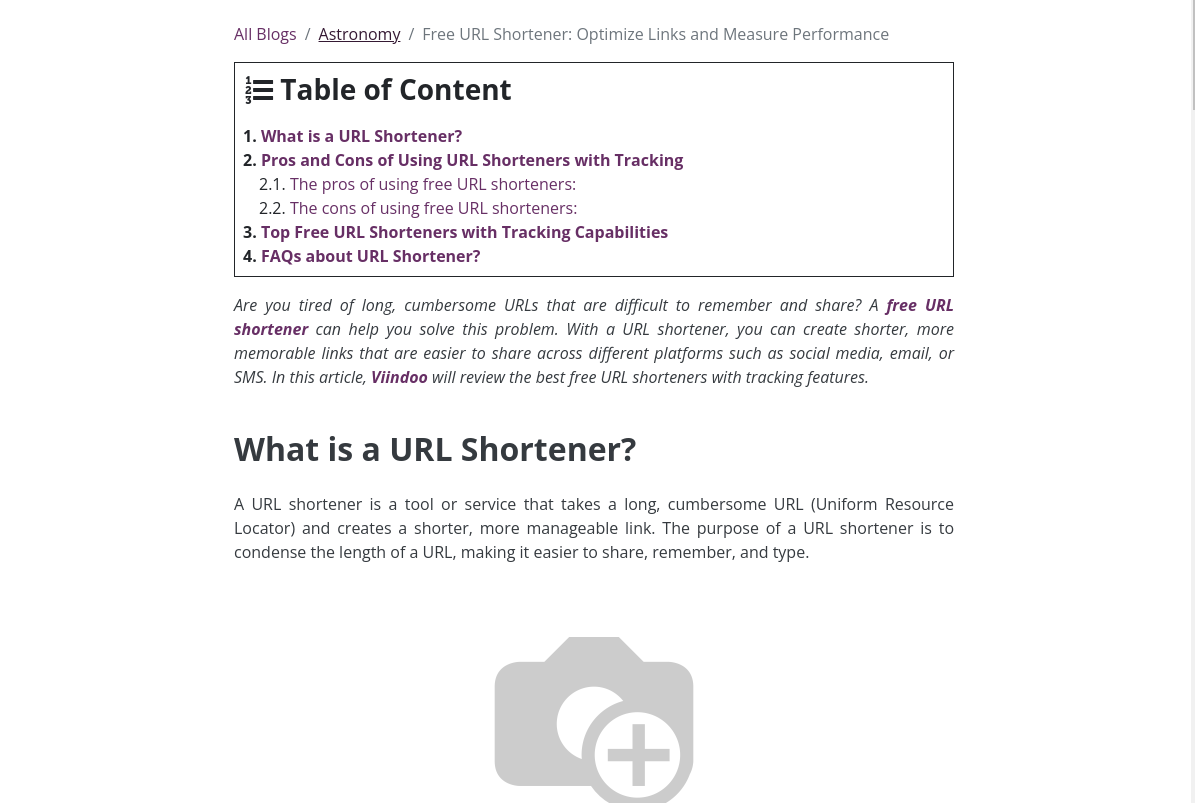 All Blogs / Astronomy / Free URL Shortener: Optimize Links and Measure Performance
Table of Content
1. What is a URL Shortener?
2. Pros and Cons of Using URL Shorteners with Tracking
2.1. The pros of using free URL shorteners:
2.2. The cons of using free URL shorteners:
3. Top Free URL Shorteners with Tracking Capabilities
4. FAQs about URL Shortener?
Are you tired of long, cumbersome URLs that are difficult to remember and share? A free URL
shortener can help you solve this problem. With a URL shortener, you can create shorter, more
memorable links that are easier to share across different platforms such as social media, email, or
SMS. In this article, Viindoo will review the best free URL shorteners with tracking features.
What is a URL Shortener?
A URL shortener is a tool or service that takes a long, cumbersome URL (Uniform Resource
Locator) and creates a shorter, more manageable link. The purpose of a URL shortener is to
condense the length of a URL, making it easier to share, remember, and type.